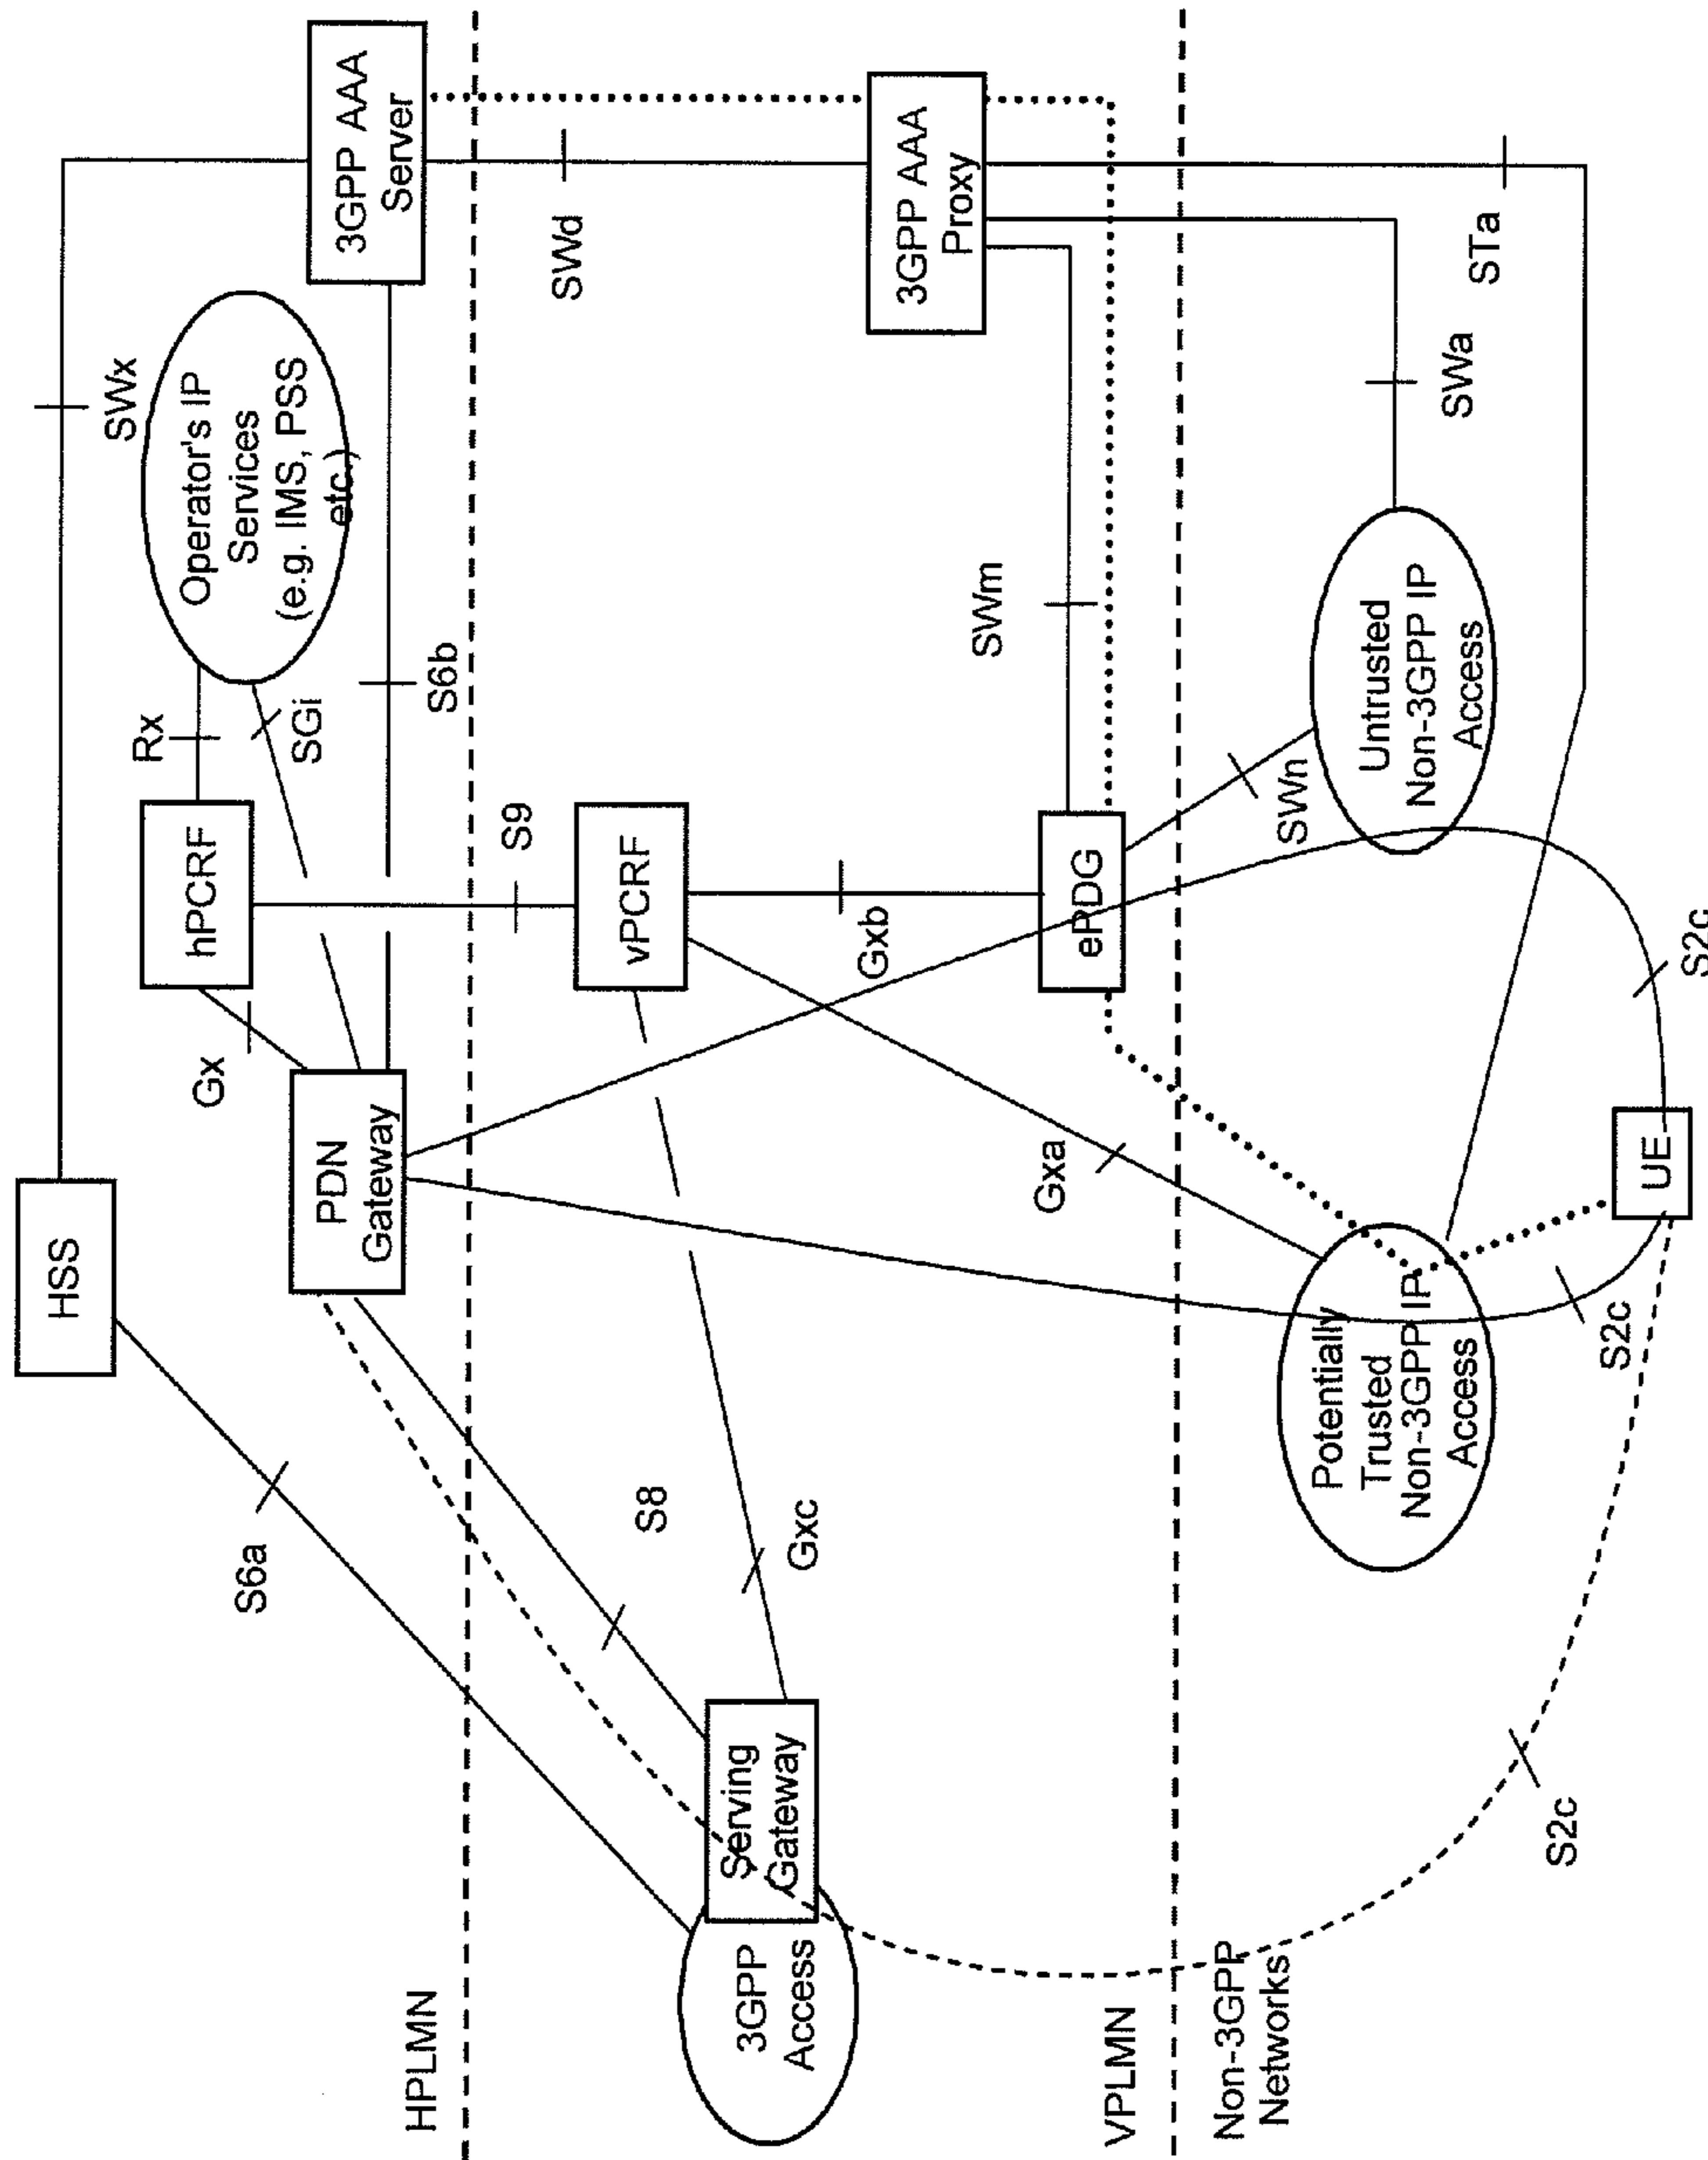 HSS
SWx
S6a
Rx
hPCRF
Gx
Operator's IP
Services
(e.g. IMS, PSS
etc.)
SGi
3GPP AAA
Server
PDN
Gateway
S6b
HPLMN
S9
SWd
vPCRF
S8
Gxc
3GPP
Access
Serving
Gateway
Gxb
3GPP AAA
Proxy
SWm
ePDG
Gxa
VPLMN
Non-3GPP
Networks
SWn
SWa
STa
Untrusted
Non-3GPP IP
Access
Potentially
Trusted
Non-3GPP IP
Access
S2c
S2c
S2c
UE